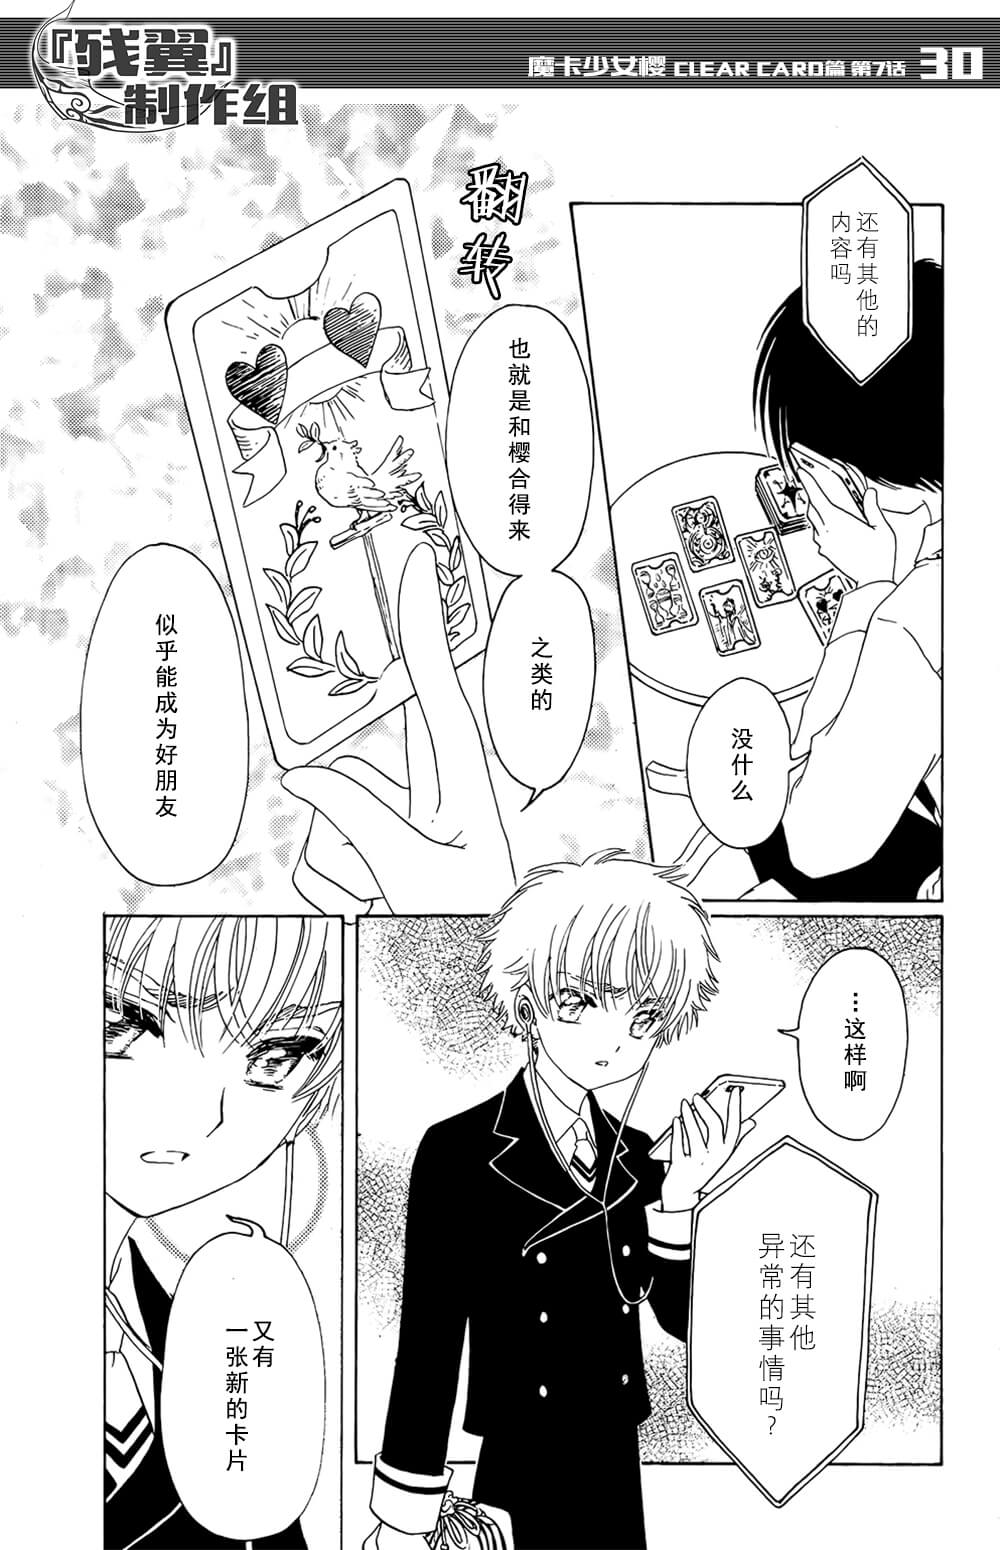 『残翼』
制作组
魔卡少女樱 CLEAR CARD篇 第7话
30
还有其他的
内容吗
没什么
翻转
也就是和樱合得来
之类的
似乎能成为好朋友
…这样啊
还有其他
异常的事情吗？
又有
一张新的卡片